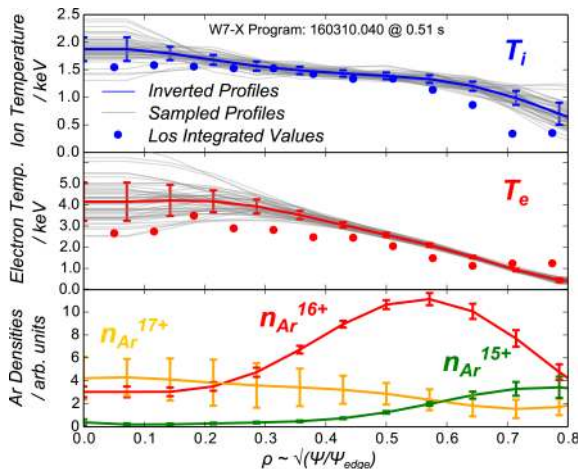 W7-X Program: 160310.040 @ 0.51 s
Ion Temperature
/ keV
2.5
2.0
1.5
1.0
0.5
0.0
T_i
Inverted Profiles
Sampled Profiles
Los Integrated Values
Electron Temp.
/ keV
6.0
5.0
4.0
3.0
2.0
1.0
0.0
T_e
Ar Densities
/ arb. units
10
8
6
4
2
0
n_Ar^17+
n_Ar^16+
n_Ar^15+
0.0 0.1 0.2 0.3 0.4 0.5 0.6 0.7 0.8
ρ ~ √(Ψ/Ψ_edge)